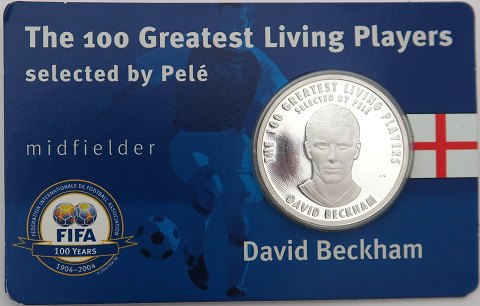 The 100 Greatest Living Players
selected by Pelé
midfielder
THE 100 GREATEST LIVING PLAYERS
SELECTED BY PELÉ
DAVID BECKHAM
FEDERATION INTERNATIONALE DE FOOTBALL ASSOCIATION
FIFA
100 YEARS
1904-2004
David Beckham